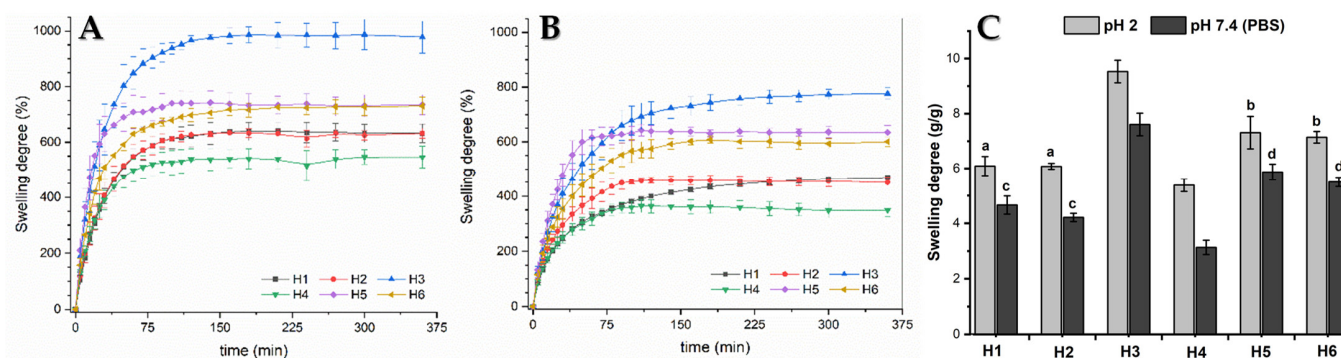 A
Swelling degree (%)
1000
800
600
400
200
0
0 75 150 225 300 375
time (min)
H1 H2 H3
H4 H5 H6
B
Swelling degree (%)
1000
800
600
400
200
0
0 75 150 225 300 375
time (min)
H1 H2 H3
H4 H5 H6
C
pH 2 pH 7.4 (PBS)
Swelling degree (g/g)
10
8
6
4
2
0
a c a c b d b d
H1 H2 H3 H4 H5 H6